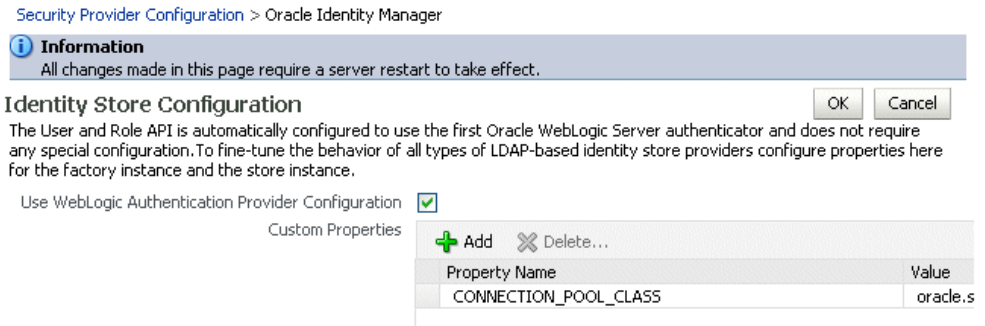 Security Provider Configuration > Oracle Identity Manager
Information
All changes made in this page require a server restart to take effect.
Identity Store Configuration
OK
Cancel
The User and Role API is automatically configured to use the first Oracle WebLogic Server authenticator and does not require
any special configuration.To fine-tune the behavior of all types of LDAP-based identity store providers configure properties here
for the factory instance and the store instance.
Use WebLogic Authentication Provider Configuration
Custom Properties
Add
Delete...
Property Name
Value
CONNECTION_POOL_CLASS
oracle.s